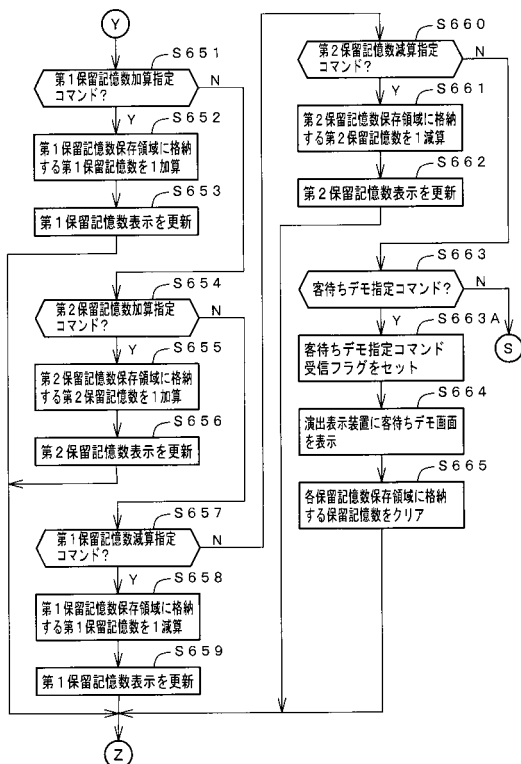 Y
S651
第1保留記憶数加算指定
コマンド？
N
Y
S652
第1保留記憶数保存領域に格納
する第1保留記憶数を1加算
S653
第1保留記憶数表示を更新
S654
第2保留記憶数加算指定
コマンド？
N
Y
S655
第2保留記憶数保存領域に格納
する第2保留記憶数を1加算
S656
第2保留記憶数表示を更新
S657
第1保留記憶数減算指定
コマンド？
N
Y
S658
第1保留記憶数保存領域に格納
する第1保留記憶数を1減算
S659
第1保留記憶数表示を更新
Z
S660
第2保留記憶数減算指定
コマンド？
N
Y
S661
第2保留記憶数保存領域に格納
する第2保留記憶数を1減算
S662
第2保留記憶数表示を更新
S663
客待ちデモ指定コマンド？
N
Y
S663A
客待ちデモ指定コマンド
受信フラグをセット
S
S664
演出表示装置に客待ちデモ画面
を表示
S665
各保留記憶数保存領域に格納
する保留記憶数をクリア